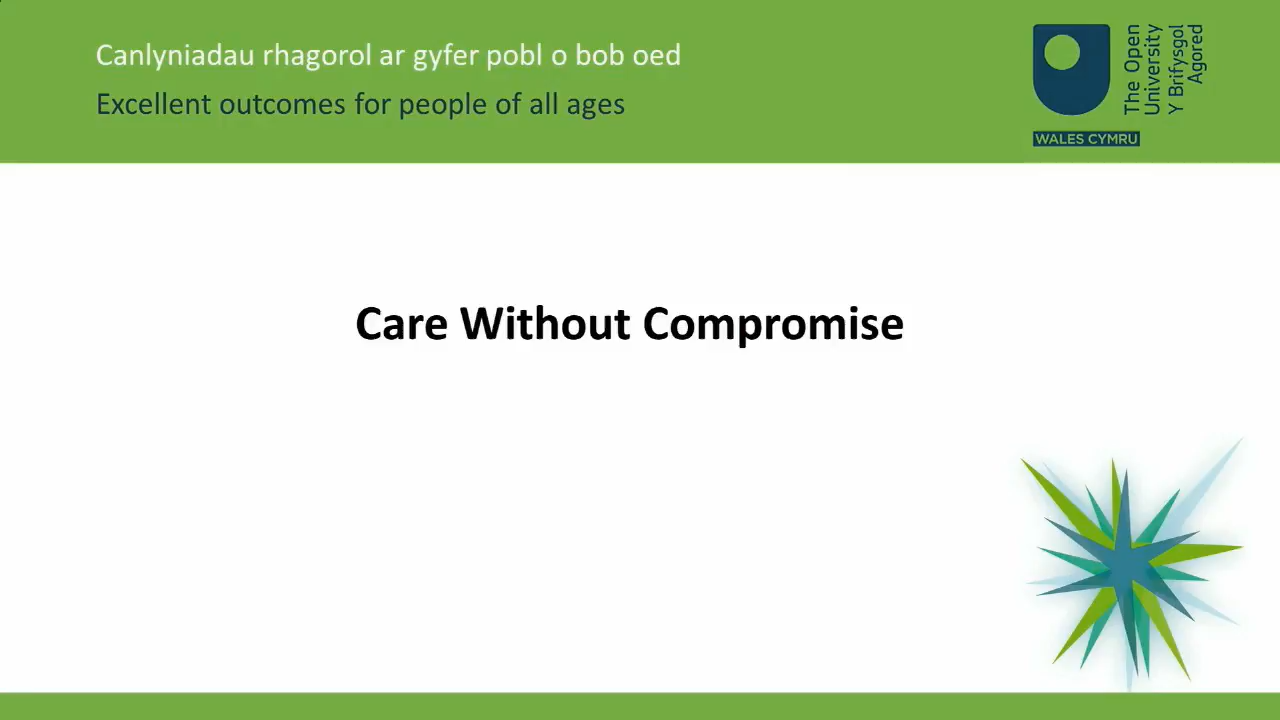 Canlyniadau rhagorol ar gyfer pobl o bob oed
Excellent outcomes for people of all ages
The Open
University
Y Brifysgol
Agored
WALES CYMRU
Care Without Compromise